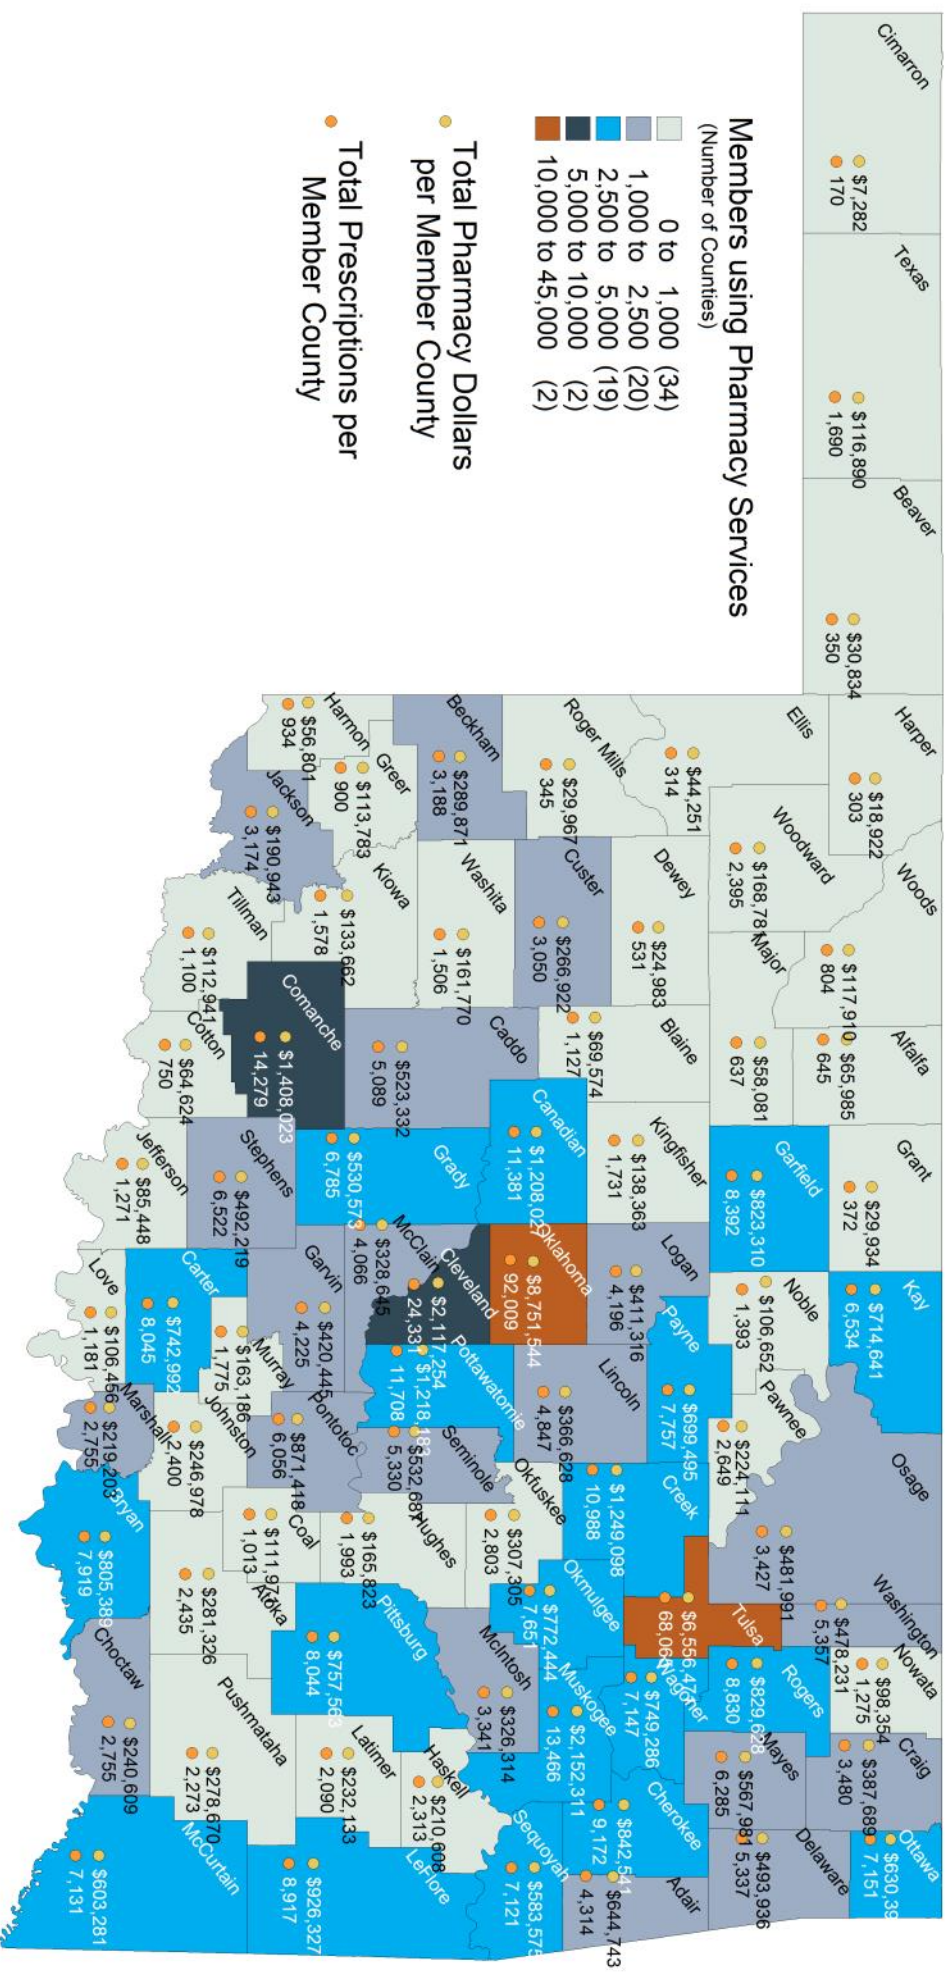 Cimarron
$7,282
170
Texas
$116,890
1,690
Beaver
$30,834
350
Members using Pharmacy Services
(Number of Counties)
0 to 1,000 (34)
1,000 to 2,500 (20)
2,500 to 5,000 (19)
5,000 to 10,000 (2)
10,000 to 45,000 (2)
Total Pharmacy Dollars
per Member County
Total Prescriptions per
Member County
Harper
$18,922
303
Woods
$117,910
804
Alfalfa
$65,985
645
Grant
$29,934
372
Kay
$714,641
6,534
Osage
$481,991
3,427
Washington
$478,231
5,357
Nowata
$98,354
1,275
Craig
$387,689
3,480
Ottawa
$630,39
7,151
Ellis
$44,251
314
Woodward
$168,781
2,395
Major
$58,081
637
Garfield
$823,310
8,392
Noble
$106,652
1,393
Pawnee
$224,111
2,649
Tulsa
$6,556,47
68,06
Rogers
$829,628
8,830
Mayes
$567,981
6,285
Delaware
$493,936
5,337
Roger Mills
$29,967
345
Dewey
$24,983
531
Blaine
$69,574
1,127
Kingfisher
$138,363
1,731
Logan
$411,316
4,196
Payne
$699,495
7,757
Creek
$1,249,098
10,988
Wagoner
$749,286
7,147
Cherokee
$842,541
9,172
Adair
$644,743
4,314
Beckham
$289,871
3,188
Custer
$266,922
3,050
Washita
$161,770
1,506
Caddo
$523,332
5,089
Canadian
$1,208,027
11,381
Oklahoma
$8,751,544
92,009
Lincoln
$366,628
4,847
Okfuskee
$307,305
2,803
Okmulgee
$772,444
7,651
Muskogee
$2,152,311
13,466
Sequoyah
$583,575
7,121
Harmon
$56,801
934
Greer
$113,783
900
Kiowa
$133,662
1,578
Comanche
$1,408,023
14,279
Grady
$530,573
6,785
McClain
$328,645
4,066
Cleveland
$2,117,254
24,331
Pottawatomie
$1,218,182
11,708
Seminole
$532,687
5,330
Hughes
$165,823
1,993
McIntosh
$326,314
3,341
Haskell
$210,608
2,313
Jackson
$190,943
3,174
Tillman
$112,941
1,100
Cotton
$64,624
750
Stephens
$492,219
6,522
Garvin
$420,445
4,225
Pontotoc
$871,418
6,056
Coal
$111,977
1,013
Pittsburg
$757,563
8,044
Latimer
$232,133
2,090
LeFlore
$926,327
8,917
Jefferson
$85,448
1,271
Carter
$742,992
8,045
Murray
$163,186
1,775
Johnston
$246,978
2,400
Atoka
$281,326
2,435
Pushmataha
$278,670
2,273
McCurtain
$603,281
7,131
Love
$106,456
1,181
Marshall
$219,203
2,755
Bryan
$805,389
7,919
Choctaw
$240,609
2,755